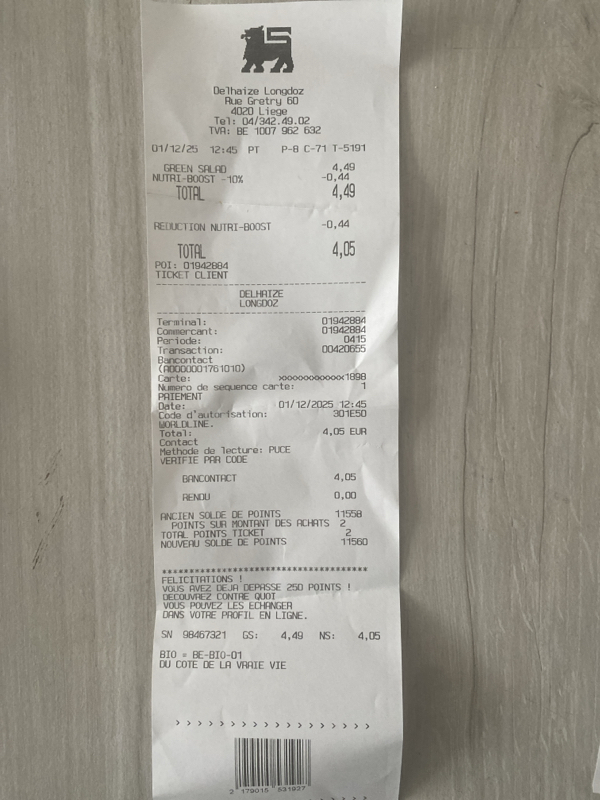 Delhaize Longdoz
Rue Gretry 60
4020 Liege
Tel: 04/342.49.02
TVA: BE 1007 962 632
01/12/25 12:45 PT P-8 C-71 T-5191
GREEN SALAD 4,49
NUTRI-BOOST -10% -0,44
TOTAL 4,49
REDUCTION NUTRI-BOOST -0,44
TOTAL 4,05
POI: 01942884
TICKET CLIENT
DELHAIZE
LONGDOZ
Terminal: 01942884
Commercant: 01942884
Periode: 0415
Transaction: 00420655
Bancontact
(A0000001761010)
Carte: xxxxxxxxxxxxx1898
Numero de sequence carte: 1
PAIEMENT
Date: 01/12/2025 12:45
Code d'autorisation: 301E50
WORLDLINE.
Total: 4,05 EUR
Contact
Methode de lecture: PUCE
VERIFIE PAR CODE
BANCONTACT 4,05
RENDU 0,00
ANCIEN SOLDE DE POINTS 11558
POINTS SUR MONTANT DES ACHATS 2
TOTAL POINTS TICKET 2
NOUVEAU SOLDE DE POINTS 11560
****************************************
FELICITATIONS !
VOUS AVEZ DEJA DEPASSE 250 POINTS !
DECOUVREZ CONTRE QUOI
VOUS POUVEZ LES ECHANGER
DANS VOTRE PROFIL EN LIGNE.
SN 98467321 GS: 4,49 NS: 4,05
BIO = BE-BIO-01
DU COTE DE LA VRAIE VIE
> > > > > > > > > > > > > > > > > >
2 179015 531927